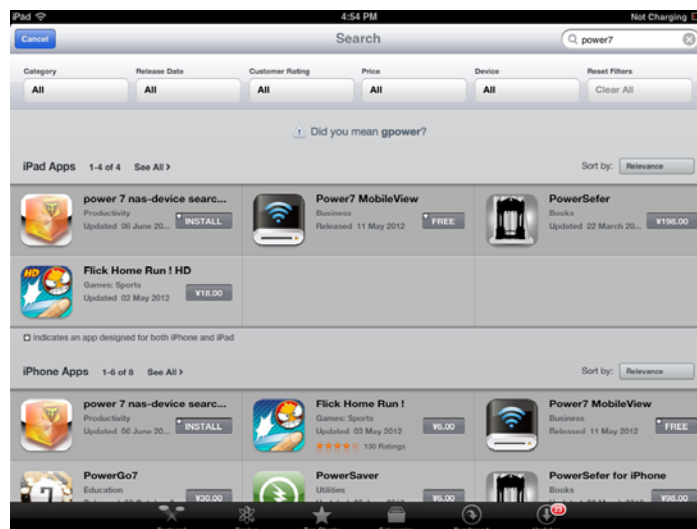 iPad 4:54 PM Not Charging
Cancel Search power7
Category Release Date Customer Rating Price Device Reset Filters
All All All All All Clear All
Did you mean gpower?
iPad Apps 1-4 of 4 See All > Sort by: Relevance
power 7 nas-device searc... Power7 MobileView PowerSefer
Productivity Business Books
Updated 06 June 20... INSTALL Released 11 May 2012 FREE Updated 22 March 20... ¥198.00
HD Flick Home Run ! HD
Games: Sports
Updated 02 May 2012 ¥18.00
indicates an app designed for both iPhone and iPad
iPhone Apps 1-6 of 8 See All > Sort by: Relevance
power 7 nas-device searc... Flick Home Run ! Power7 MobileView
Productivity Games: Sports Business
Updated 06 June 20... INSTALL Updated 03 May 2012 ¥6.00 Released 11 May 2012 FREE
130 Ratings
PowerGo7 PowerSaver PowerSefer for iPhone
7 Education Utilities Books
¥30.00 ¥6.00 ¥98.00
23